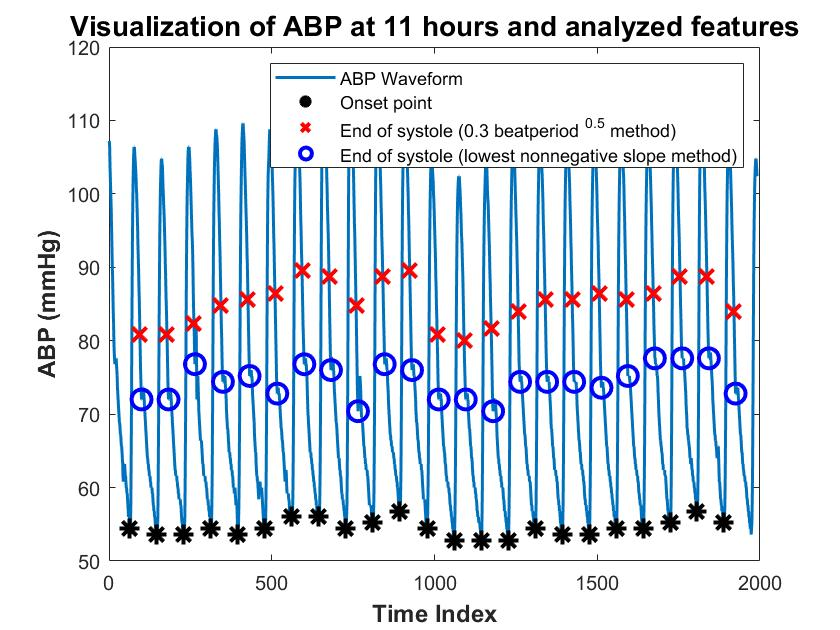 Visualization of ABP at 11 hours and analyzed features
120
110
100
90
80
70
60
50
ABP (mmHg)
ABP Waveform
Onset point
End of systole (0.3 beatperiod ^0.5 method)
End of systole (lowest nonnegative slope method)
0 500 1000 1500 2000
Time Index